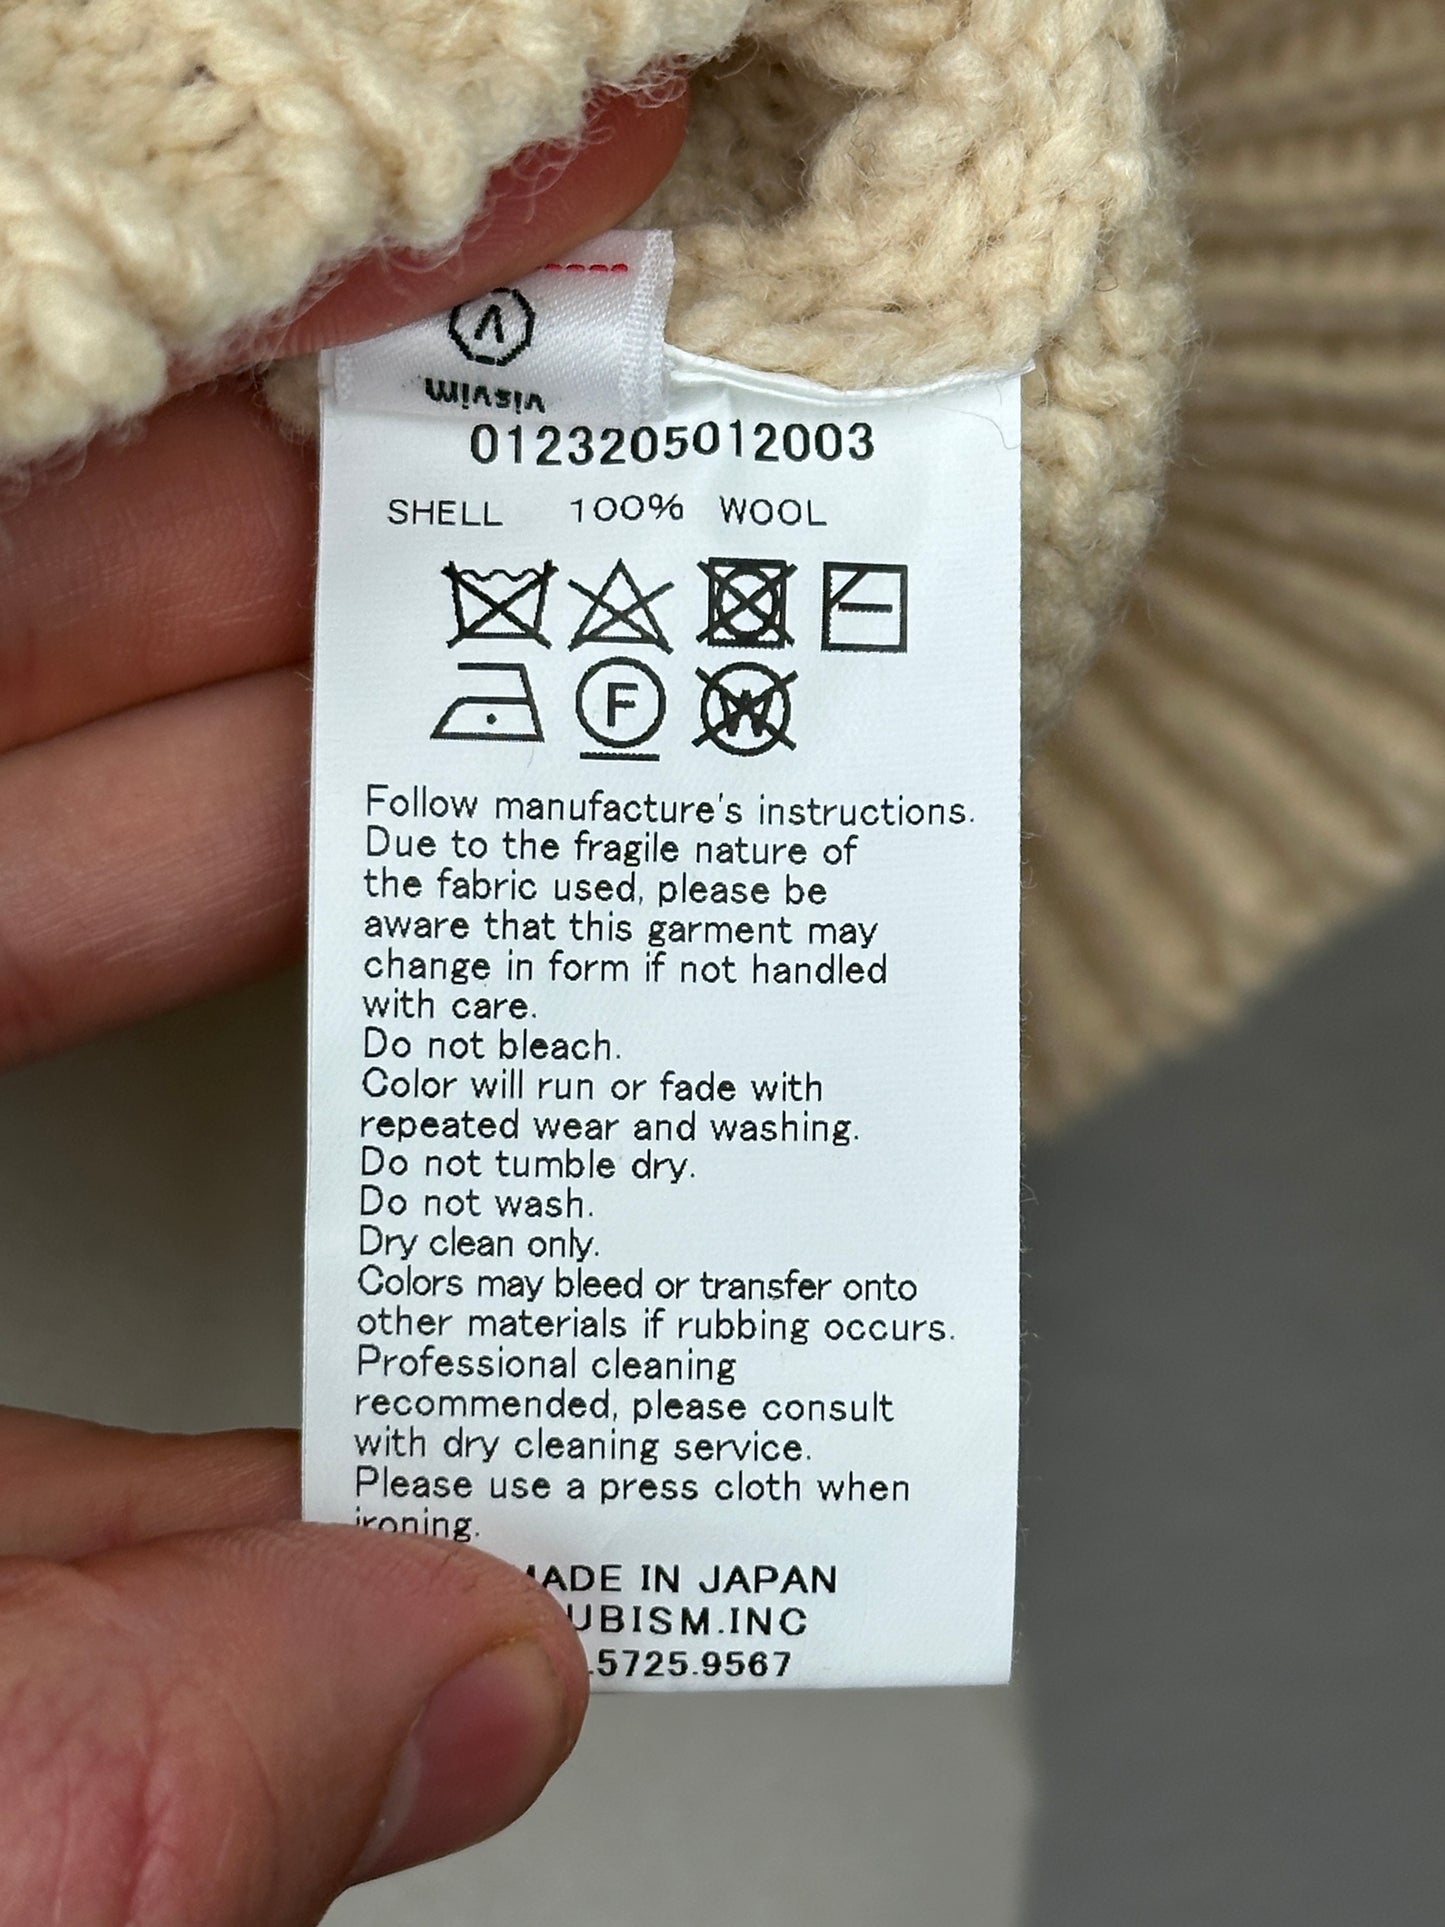 visvim
0123205012003
SHELL 100% WOOL
F
W
Follow manufacture's instructions.
Due to the fragile nature of
the fabric used, please be
aware that this garment may
change in form if not handled
with care.
Do not bleach.
Color will run or fade with
repeated wear and washing.
Do not tumble dry.
Do not wash.
Dry clean only.
Colors may bleed or transfer onto
other materials if rubbing occurs.
Professional cleaning
recommended, please consult
with dry cleaning service.
Please use a press cloth when
ironing.
MADE IN JAPAN
UBISM.INC
.5725.9567